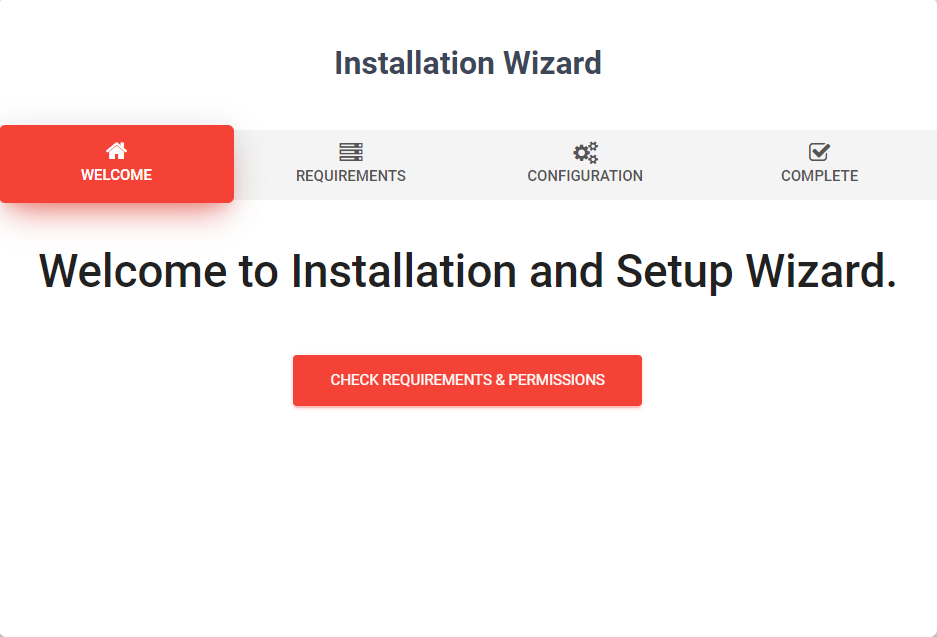 Installation Wizard
WELCOME
REQUIREMENTS
CONFIGURATION
COMPLETE
Welcome to Installation and Setup Wizard.
CHECK REQUIREMENTS & PERMISSIONS